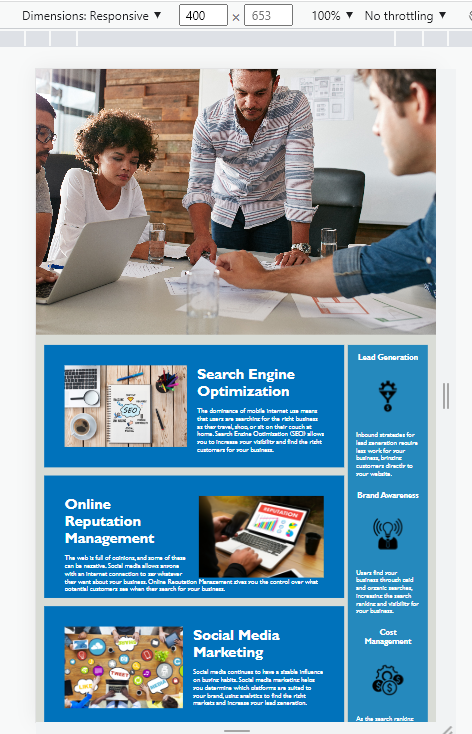 Dimensions: Responsive ▼ 400 × 653 100% ▼ No throttling ▼
Search Engine
Optimization
The dominance of mobile internet use means
that users are searching for the right business
as they travel, shop, or sit on their couch at
home. Search Engine Optimization (SEO) allows
you to increase your visibility and find the right
customers for your business.
SEO
Online
Reputation
Management
The web is full of opinions, and some of these
can be negative. Social media allows anyone
with an internet connection to say whatever
they want about your business. Online Reputation Management gives you the control over what
potential customers see when they search for your business.
REPUTATION
Social Media
Marketing
Social media continues to have a sizable influence
on buying habits. Social media marketing helps
you determine which platforms are suited to
your brand, using analytics to find the right
markets and increase your lead generation.
TWEET
Lead Generation
Inbound strategies for
lead generation require
less work for your
business, bringing
customers directly to
your website.
Brand Awareness
Users find your
business through paid
and organic searches,
increasing the search
ranking and visibility for
your business.
Cost
Management
As the search ranking